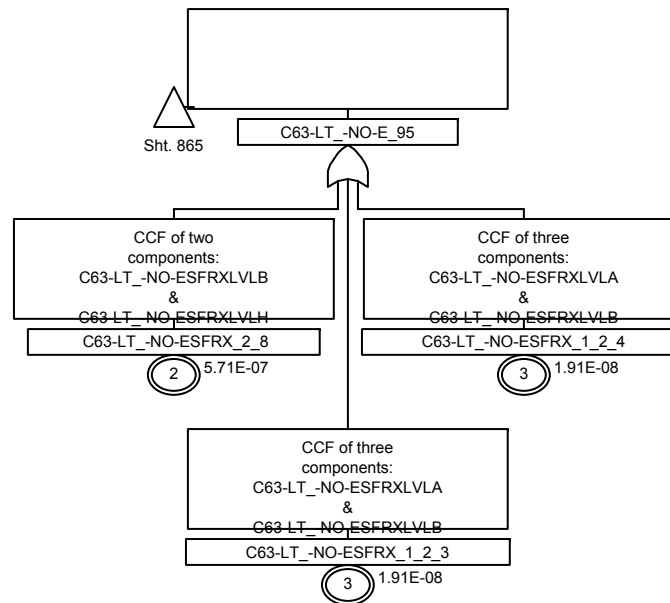 Sht. 865
C63-LT_-NO-E_95
CCF of two
components:
C63-LT_-NO-ESFRXLVLB
&
C63-LT_-NO-ESFRXLVLH
C63-LT_-NO-ESFRX_2_8
2
5.71E-07
CCF of three
components:
C63-LT_-NO-ESFRXLVLA
&
C63-LT_-NO-ESFRXLVLB
C63-LT_-NO-ESFRX_1_2_4
3
1.91E-08
CCF of three
components:
C63-LT_-NO-ESFRXLVLA
&
C63-LT_-NO-ESFRXLVLB
C63-LT_-NO-ESFRX_1_2_3
3
1.91E-08